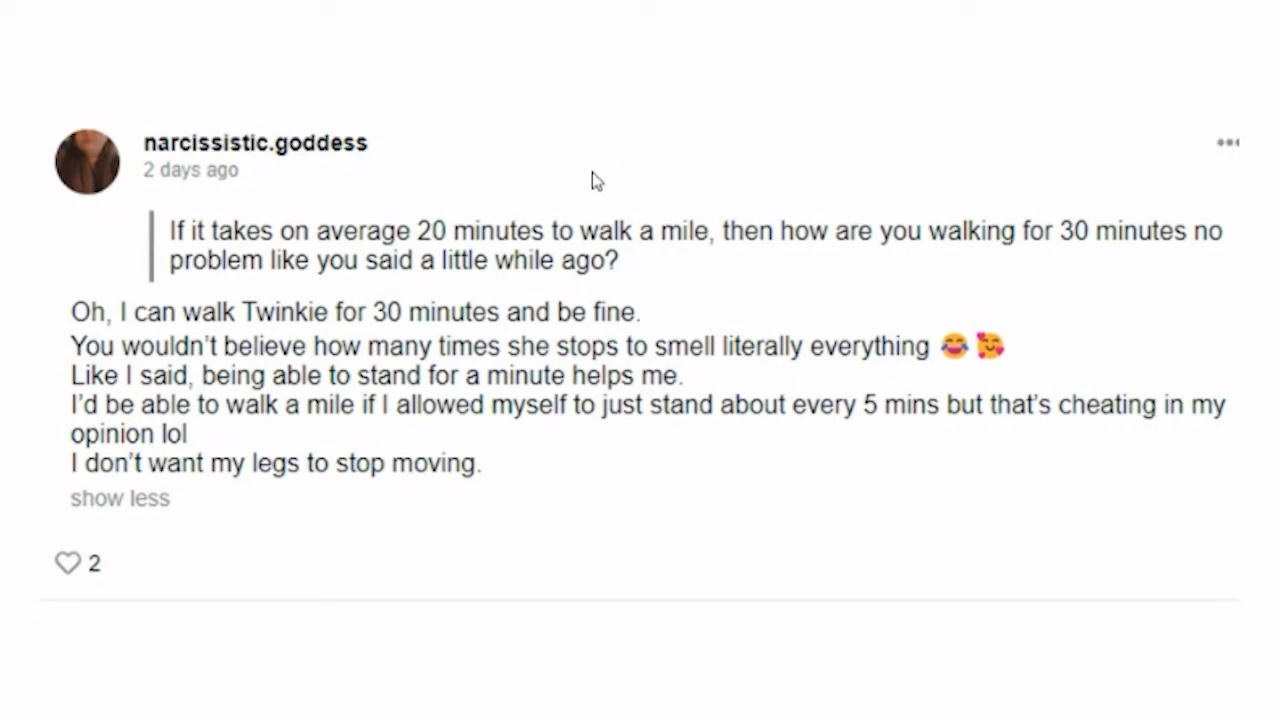 narcissistic.goddess
2 days ago
If it takes on average 20 minutes to walk a mile, then how are you walking for 30 minutes no
problem like you said a little while ago?
Oh, I can walk Twinkie for 30 minutes and be fine.
You wouldn't believe how many times she stops to smell literally everything 😂 🥰
Like I said, being able to stand for a minute helps me.
I'd be able to walk a mile if I allowed myself to just stand about every 5 mins but that's cheating in my
opinion lol
I don't want my legs to stop moving.
show less
2